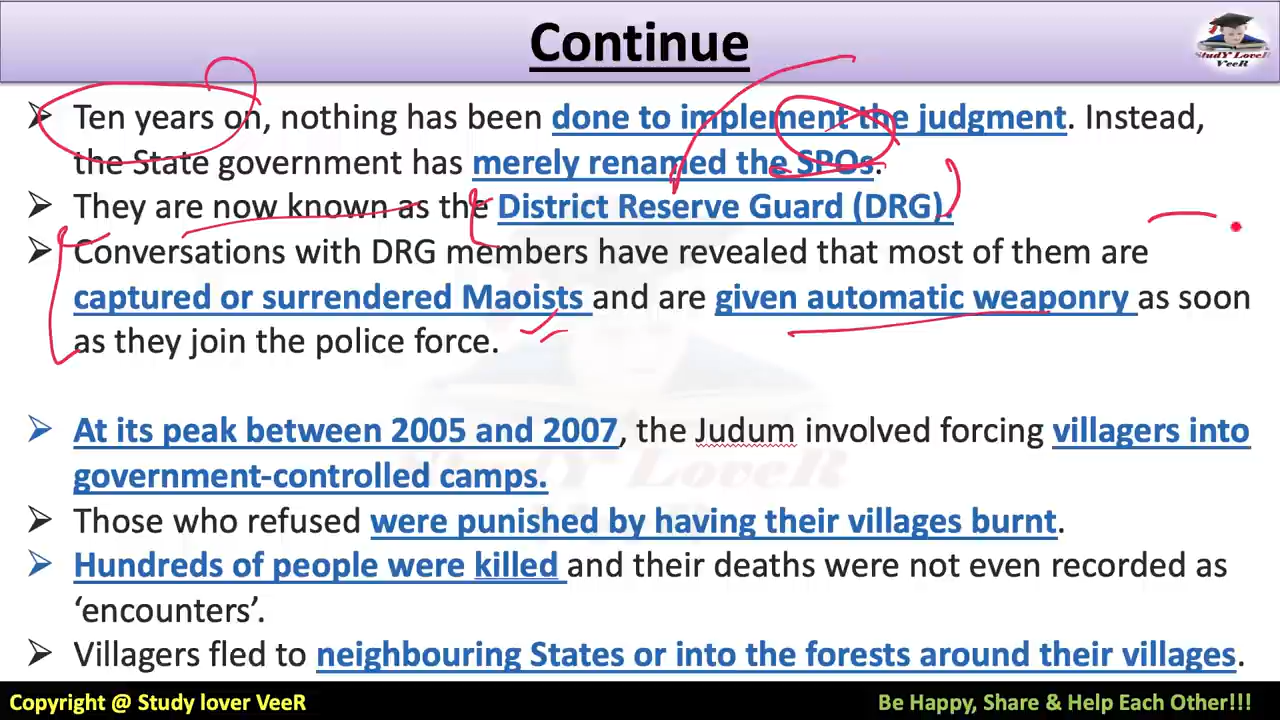 Continue
StudY LoveR
VeeR
➢ Ten years on, nothing has been done to implement the judgment. Instead,
the State government has merely renamed the SPOs.
➢ They are now known as the District Reserve Guard (DRG).
➢ Conversations with DRG members have revealed that most of them are
captured or surrendered Maoists and are given automatic weaponry as soon
as they join the police force.
➢ At its peak between 2005 and 2007, the Judum involved forcing villagers into
government-controlled camps.
➢ Those who refused were punished by having their villages burnt.
➢ Hundreds of people were killed and their deaths were not even recorded as
‘encounters’.
➢ Villagers fled to neighbouring States or into the forests around their villages.
StudY LoveR
Copyright @ Study lover VeeR
Be Happy, Share & Help Each Other!!!